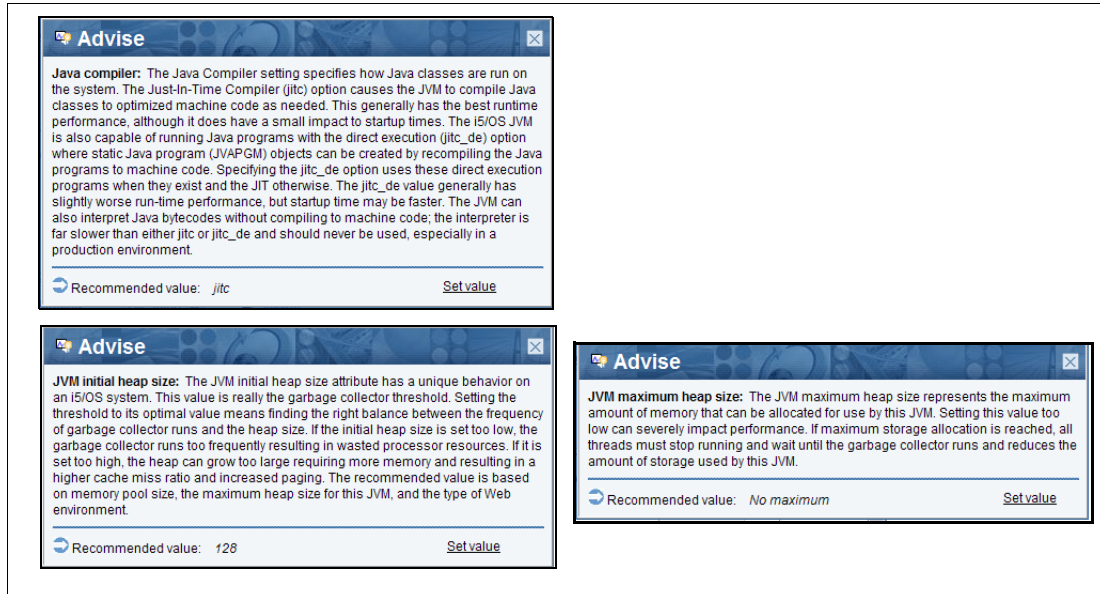 Advise
Java compiler: The Java Compiler setting specifies how Java classes are run on
the system. The Just-In-Time Compiler (jitc) option causes the JVM to compile Java
classes to optimized machine code as needed. This generally has the best runtime
performance, although it does have a small impact to startup times. The i5/OS JVM
is also capable of running Java programs with the direct execution (jitc_de) option
where static Java program (JVAPGM) objects can be created by recompiling the Java
programs to machine code. Specifying the jitc_de option uses these direct execution
programs when they exist and the JIT otherwise. The jitc_de value generally has
slightly worse run-time performance, but startup time may be faster. The JVM can
also interpret Java bytecodes without compiling to machine code; the interpreter is
far slower than either jitc or jitc_de and should never be used, especially in a
production environment.
Recommended value: jitc Set value
Advise
JVM initial heap size: The JVM initial heap size attribute has a unique behavior on
an i5/OS system. This value is really the garbage collector threshold. Setting the
threshold to its optimal value means finding the right balance between the frequency
of garbage collector runs and the heap size. If the initial heap size is set too low, the
garbage collector runs too frequently resulting in wasted processor resources. If it is
set too high, the heap can grow too large requiring more memory and resulting in a
higher cache miss ratio and increased paging. The recommended value is based
on memory pool size, the maximum heap size for this JVM, and the type of Web
environment.
Recommended value: 128 Set value
Advise
JVM maximum heap size: The JVM maximum heap size represents the maximum
amount of memory that can be allocated for use by this JVM. Setting this value too
low can severely impact performance. If maximum storage allocation is reached, all
threads must stop running and wait until the garbage collector runs and reduces the
amount of storage used by this JVM.
Recommended value: No maximum Set value